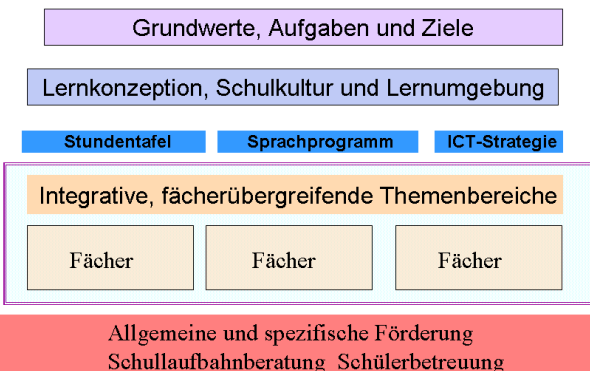 Grundwerte, Aufgaben und Ziele
Lernkonzeption, Schulkultur und Lernumgebung
Stundentafel Sprachprogramm ICT-Strategie
Integrative, fächerübergreifende Themenbereiche
Fächer Fächer Fächer
Allgemeine und spezifische Förderung
Schullaufbahnberatung Schülerbetreuung